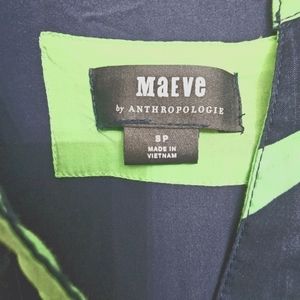 MaEve
by ANTHROPOLOGIE
SP
MADE IN
VIETNAM